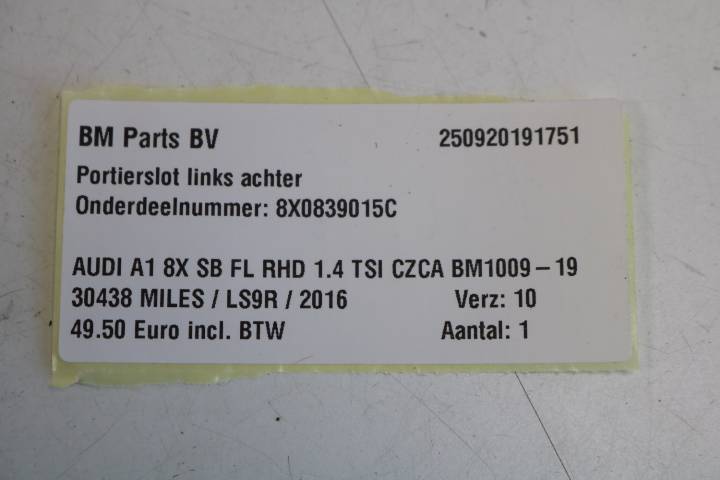 BM Parts BV 250920191751
Portierslot links achter
Onderdeelnummer: 8X0839015C
AUDI A1 8X SB FL RHD 1.4 TSI CZCA BM1009-19
30438 MILES / LS9R / 2016 Verz: 10
49.50 Euro incl. BTW Aantal: 1